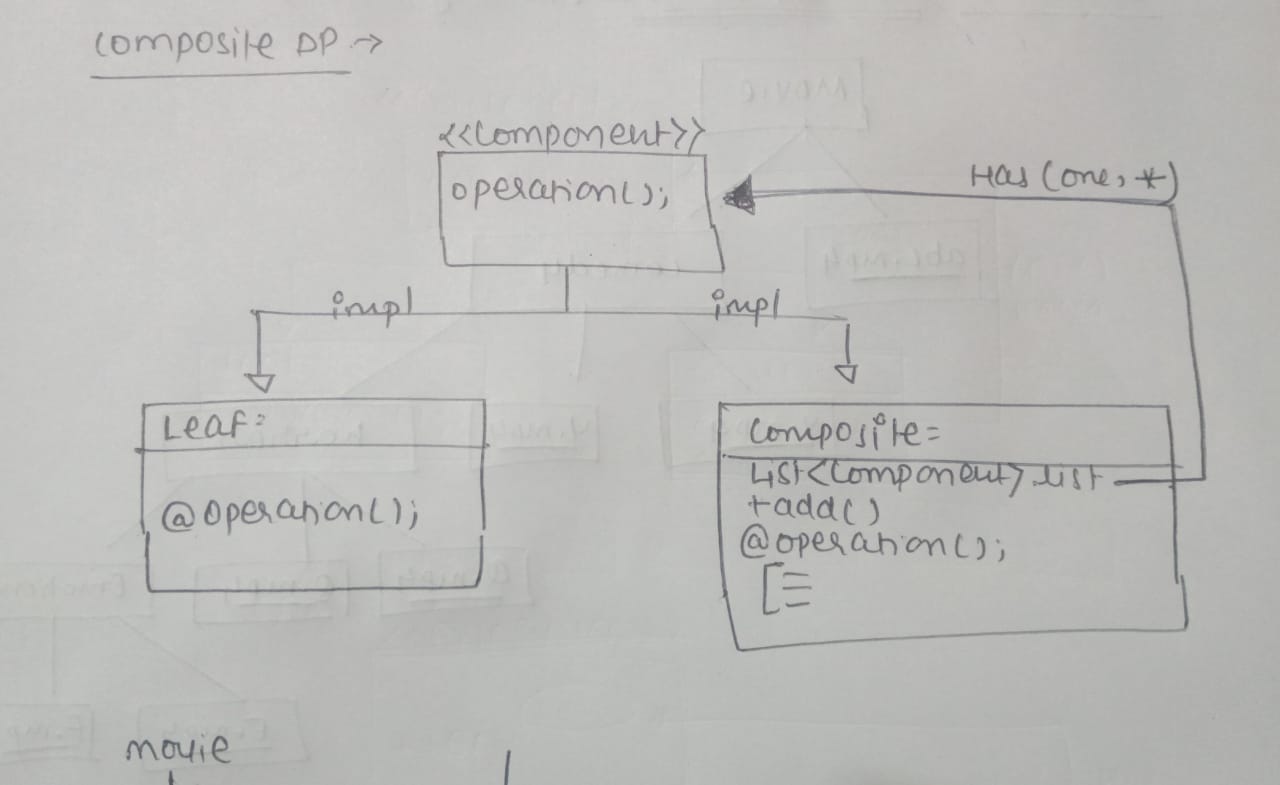 Composite DP →
<<Component>>
operation();
Has (one, *)
impl
impl
Leaf:
@operation();
Composite=
List<Component> list
+add()
@operation();
movie